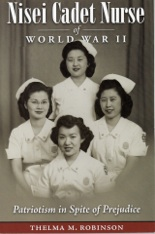 Nisei Cadet Nurse
of
WORLD WAR II
Patriotism in Spite of Prejudice
THELMA M. ROBINSON